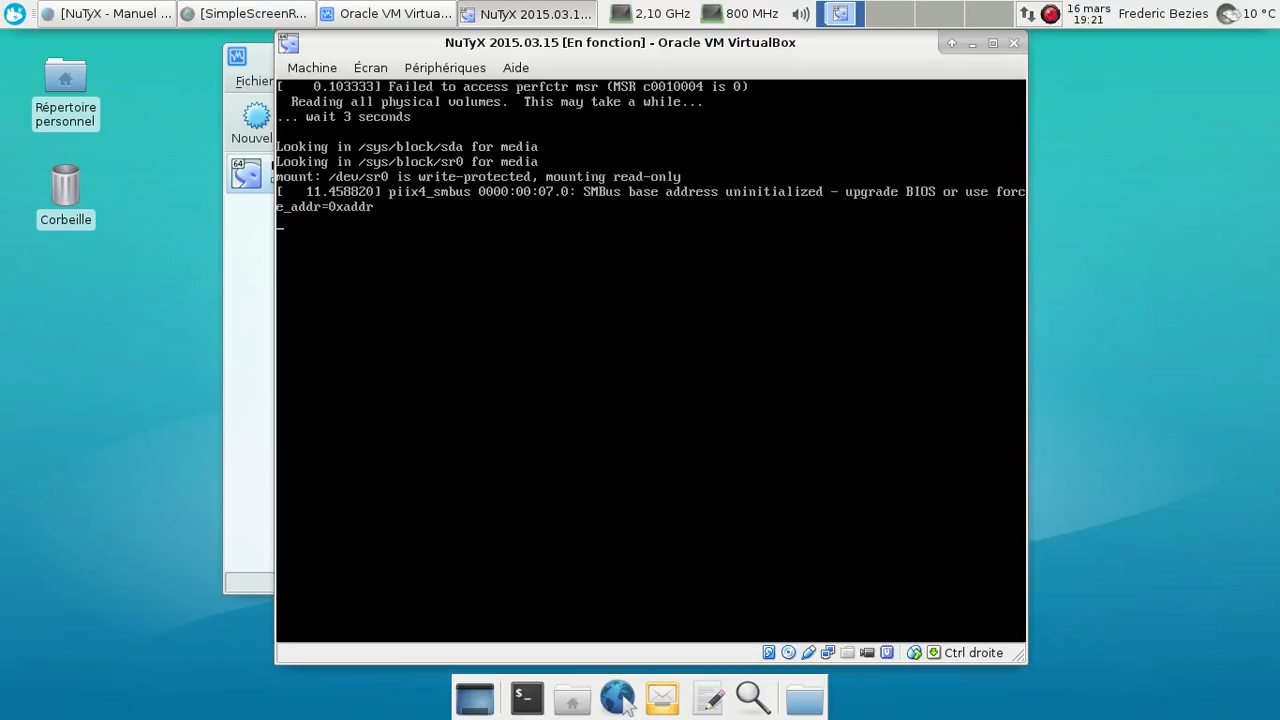 [NuTyX - Manuel ...
[SimpleScreenR...
Oracle VM Virtua...
NuTyX 2015.03.1...
2,10 GHz
800 MHz
16 mars
19:21
Frederic Bezies
10 °C
NuTyX 2015.03.15 [En fonction] - Oracle VM VirtualBox
Machine Écran Périphériques Aide
[ 0.103333] Failed to access perfctr msr (MSR c0010004 is 0)
Reading all physical volumes. This may take a while...
... wait 3 seconds
Looking in /sys/block/sda for media
Looking in /sys/block/sr0 for media
mount: /dev/sr0 is write-protected, mounting read-only
[ 11.458820] piix4_smbus 0000:00:07.0: SMBus base address uninitialized - upgrade BIOS or use forc
e_addr=0xaddr
_
Répertoire
personnel
Corbeille
Fichier
Nouvel
64
Ctrl droite